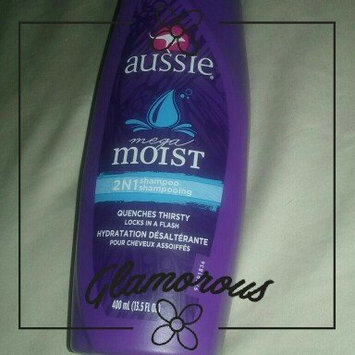 aussie
mega
MOIST
2N1 shampoo
shampooing
QUENCHES THIRSTY
LOCKS IN A FLASH
HYDRATATION DÉSALTÉRANTE
POUR CHEVEUX ASSOIFFÉS
Glamorous
400 mL (13.5 FL OZ)